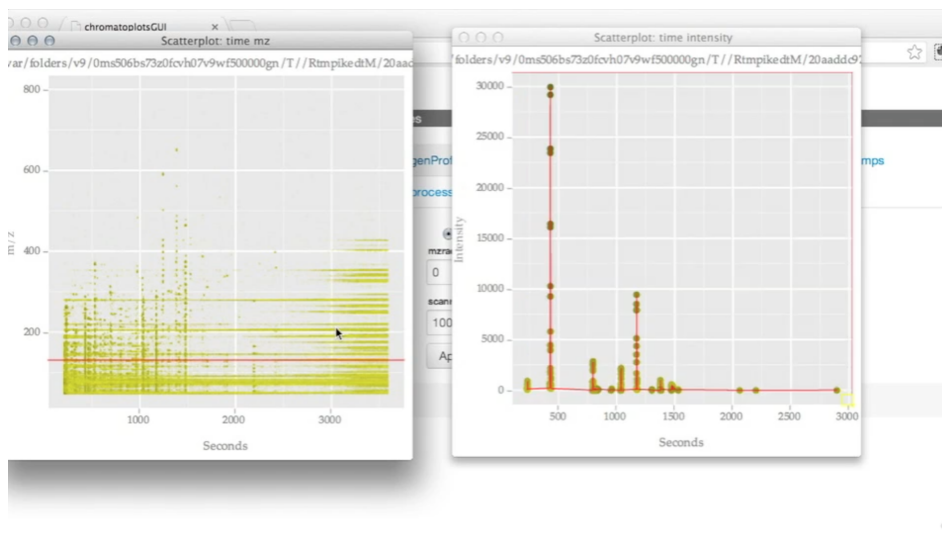 chromatoplotsGUI ×
Scatterplot: time mz
var/folders/v9/0ms506bs73z0fcvh07v9wf500000gn/T//RtmpikedtM/20aadd
800
600
400
200
m/z
1000
2000
3000
Seconds
Scatterplot: time intensity
/folders/v9/0ms506bs73z0fcvh07v9wf500000gn/T//RtmpikedtM/20aaddc92
30000
25000
20000
15000
10000
5000
0
Intensity
500
1000
1500
2000
2500
3000
Seconds
s
genProf
mps
process
mzra
0
scann
100
Ap